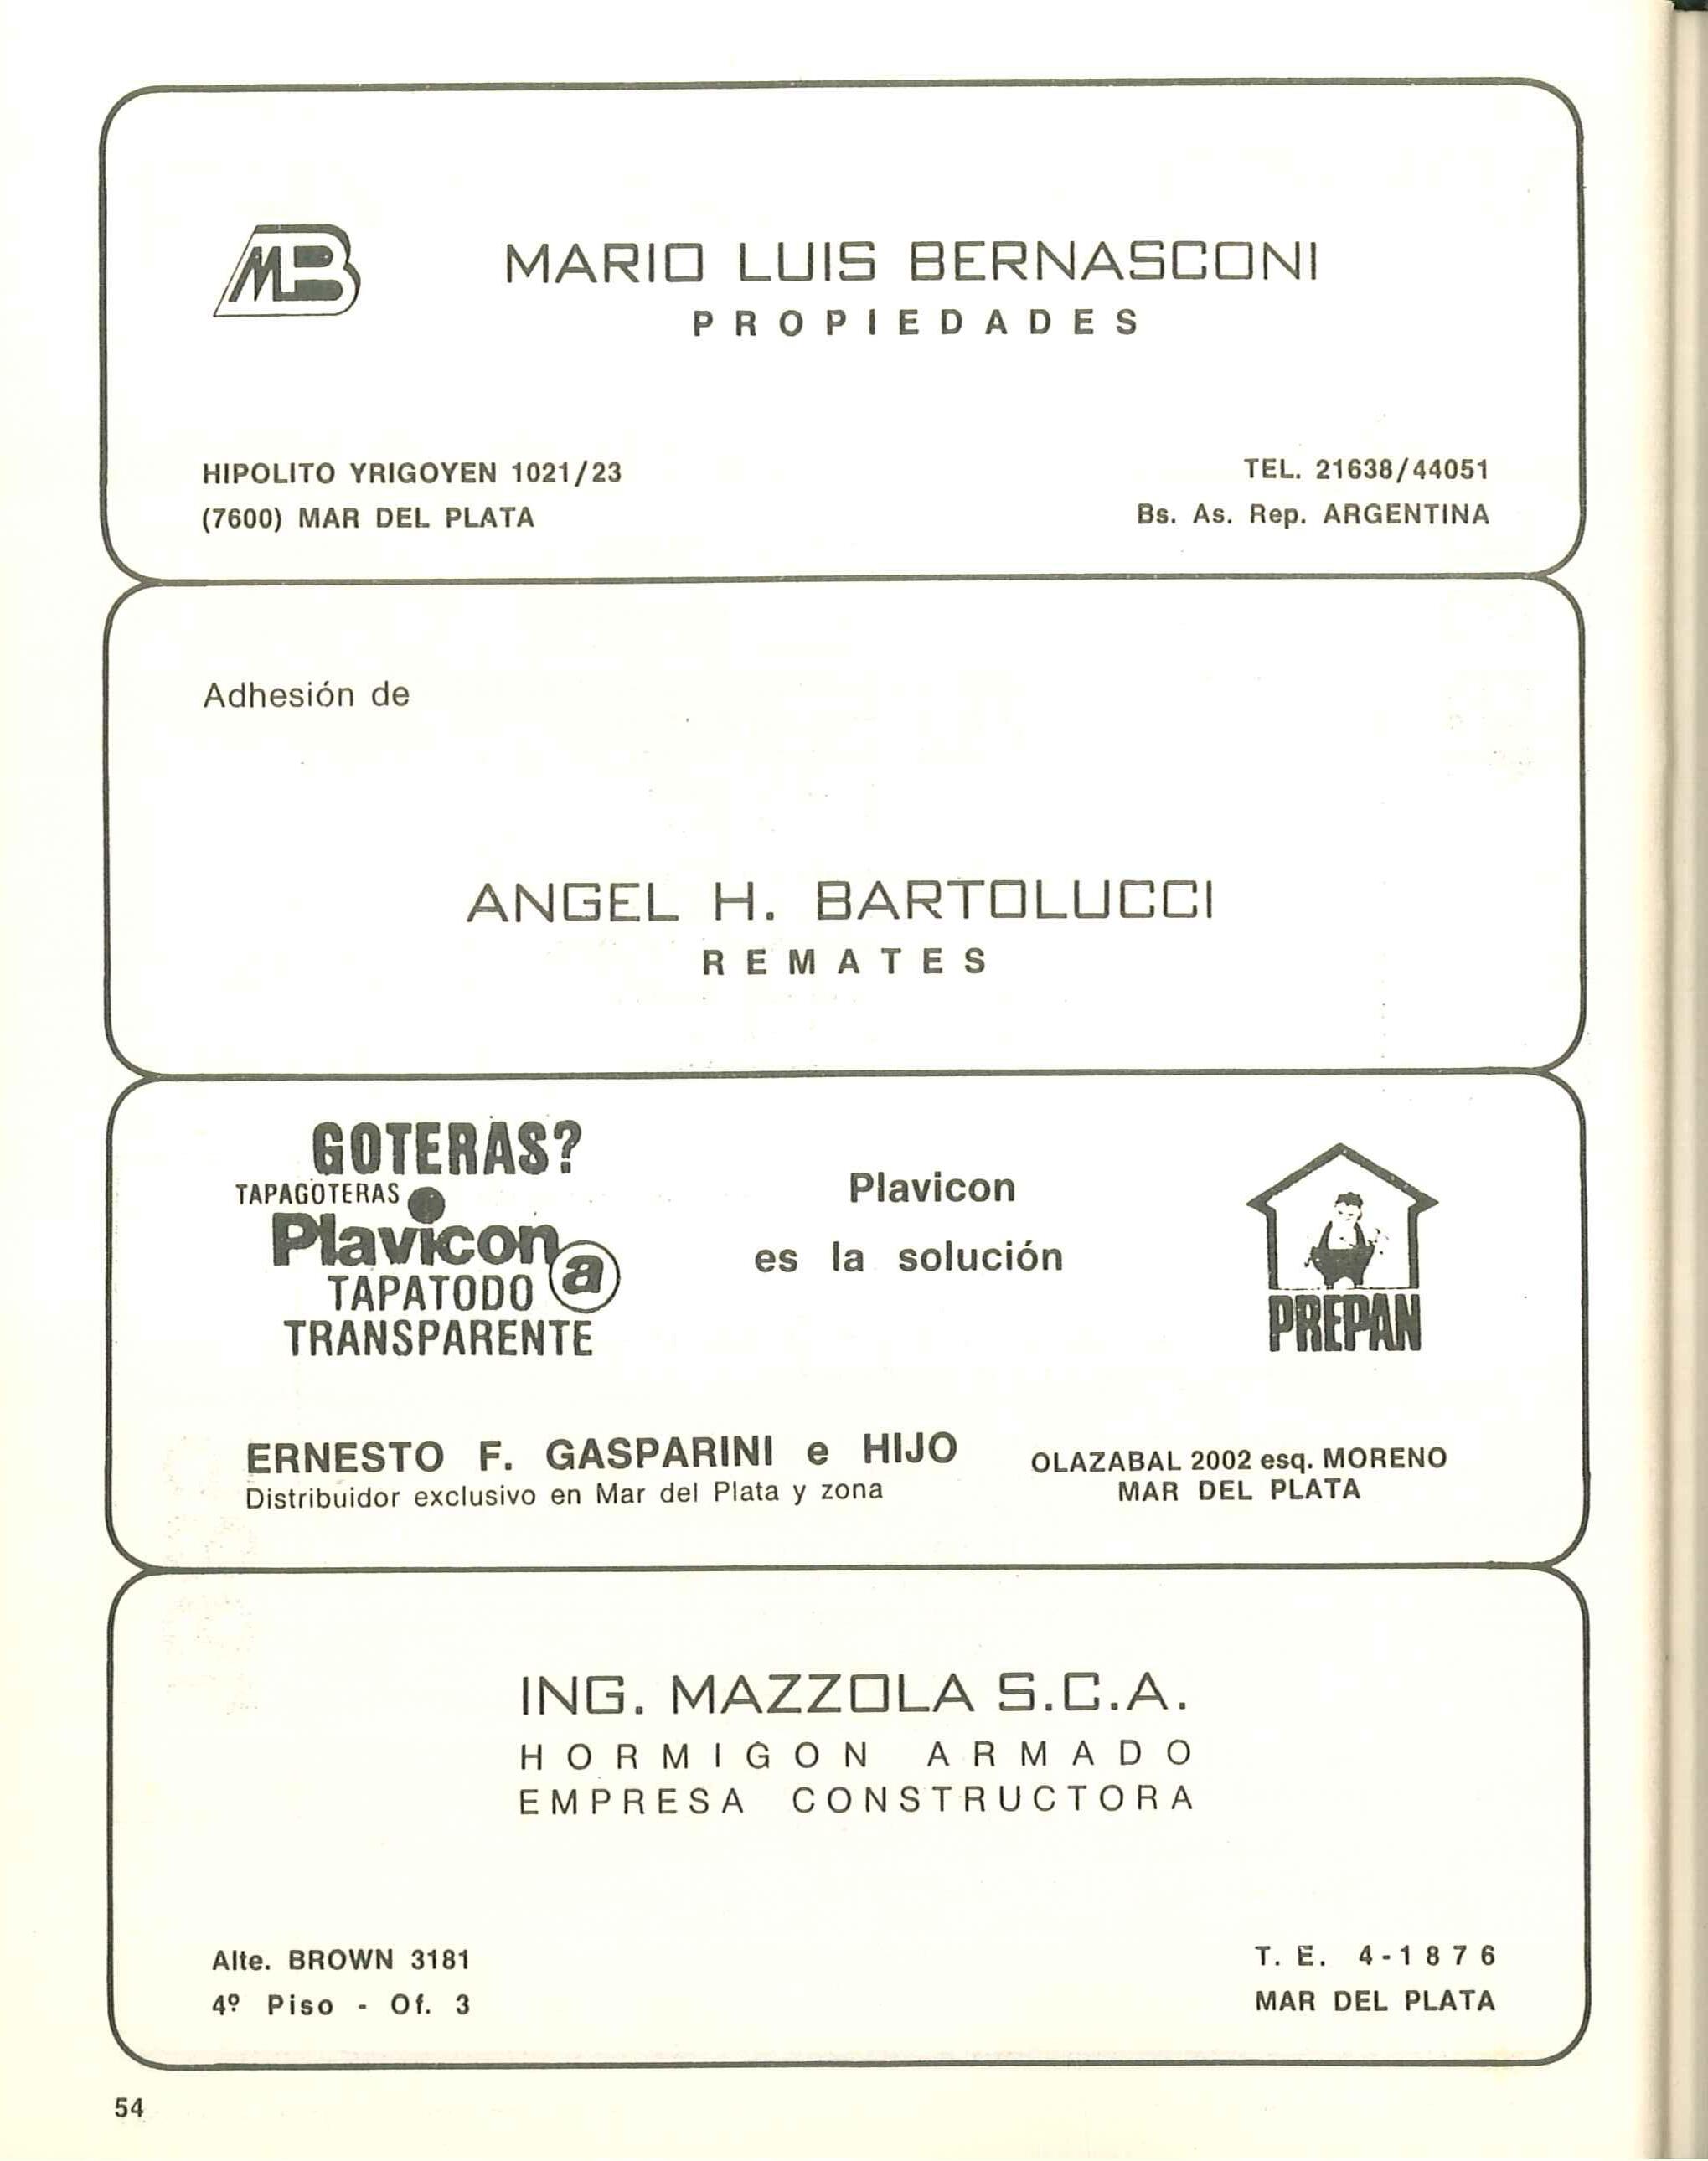 MB
MARIO LUIS BERNASCONI
PROPIEDADES
HIPOLITO YRIGOYEN 1021/23
(7600) MAR DEL PLATA
TEL. 21638/44051
Bs. As. Rep. ARGENTINA
Adhesión de
ANGEL H. BARTOLUCCI
REMATES
GOTERAS?
TAPAGOTERAS
Plavicon
a
TAPATODO
TRANSPARENTE
Plavicon
es la solución
PREPAN
ERNESTO F. GASPARINI e HIJO
Distribuidor exclusivo en Mar del Plata y zona
OLAZABAL 2002 esq. MORENO
MAR DEL PLATA
ING. MAZZOLA S.C.A.
HORMIGON ARMADO
EMPRESA CONSTRUCTORA
Alte. BROWN 3181
4º Piso - Of. 3
T. E. 4-1876
MAR DEL PLATA
54